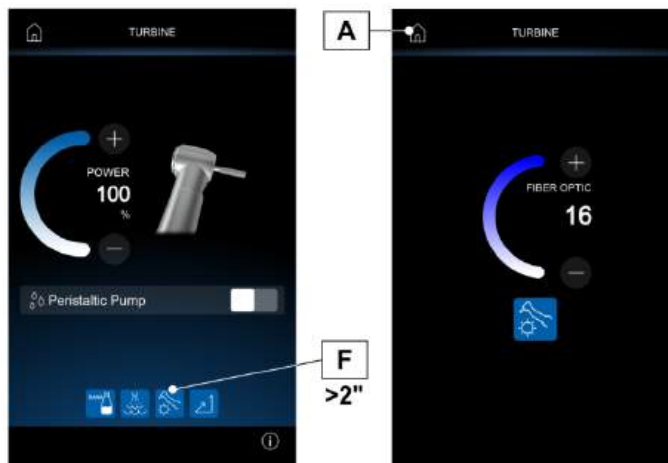 TURBINE
POWER
100
%
Peristaltic Pump
F
>2"
A
TURBINE
FIBER OPTIC
16